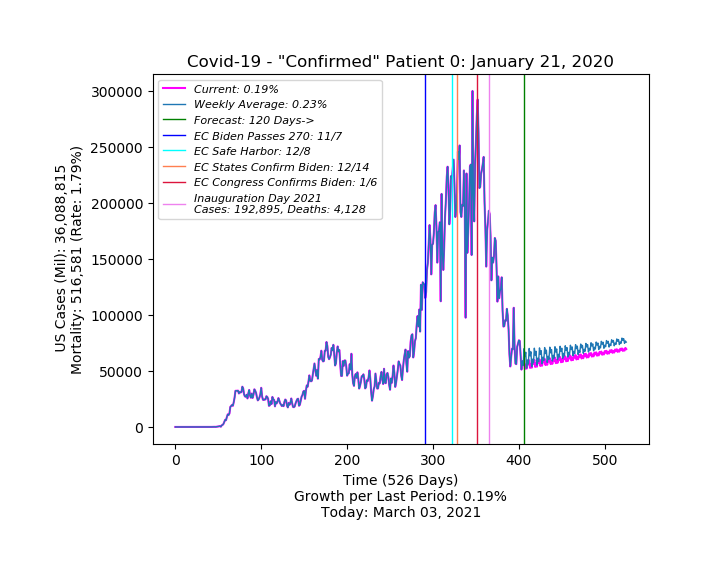 Covid-19 - "Confirmed" Patient 0: January 21, 2020
Current: 0.19%
Weekly Average: 0.23%
Forecast: 120 Days->
EC Biden Passes 270: 11/7
EC Safe Harbor: 12/8
EC States Confirm Biden: 12/14
EC Congress Confirms Biden: 1/6
Inauguration Day 2021
Cases: 192,895, Deaths: 4,128
US Cases (Mil): 36,088,815
Mortality: 516,581 (Rate: 1.79%)
300000
250000
200000
150000
100000
50000
0
0 100 200 300 400 500
Time (526 Days)
Growth per Last Period: 0.19%
Today: March 03, 2021